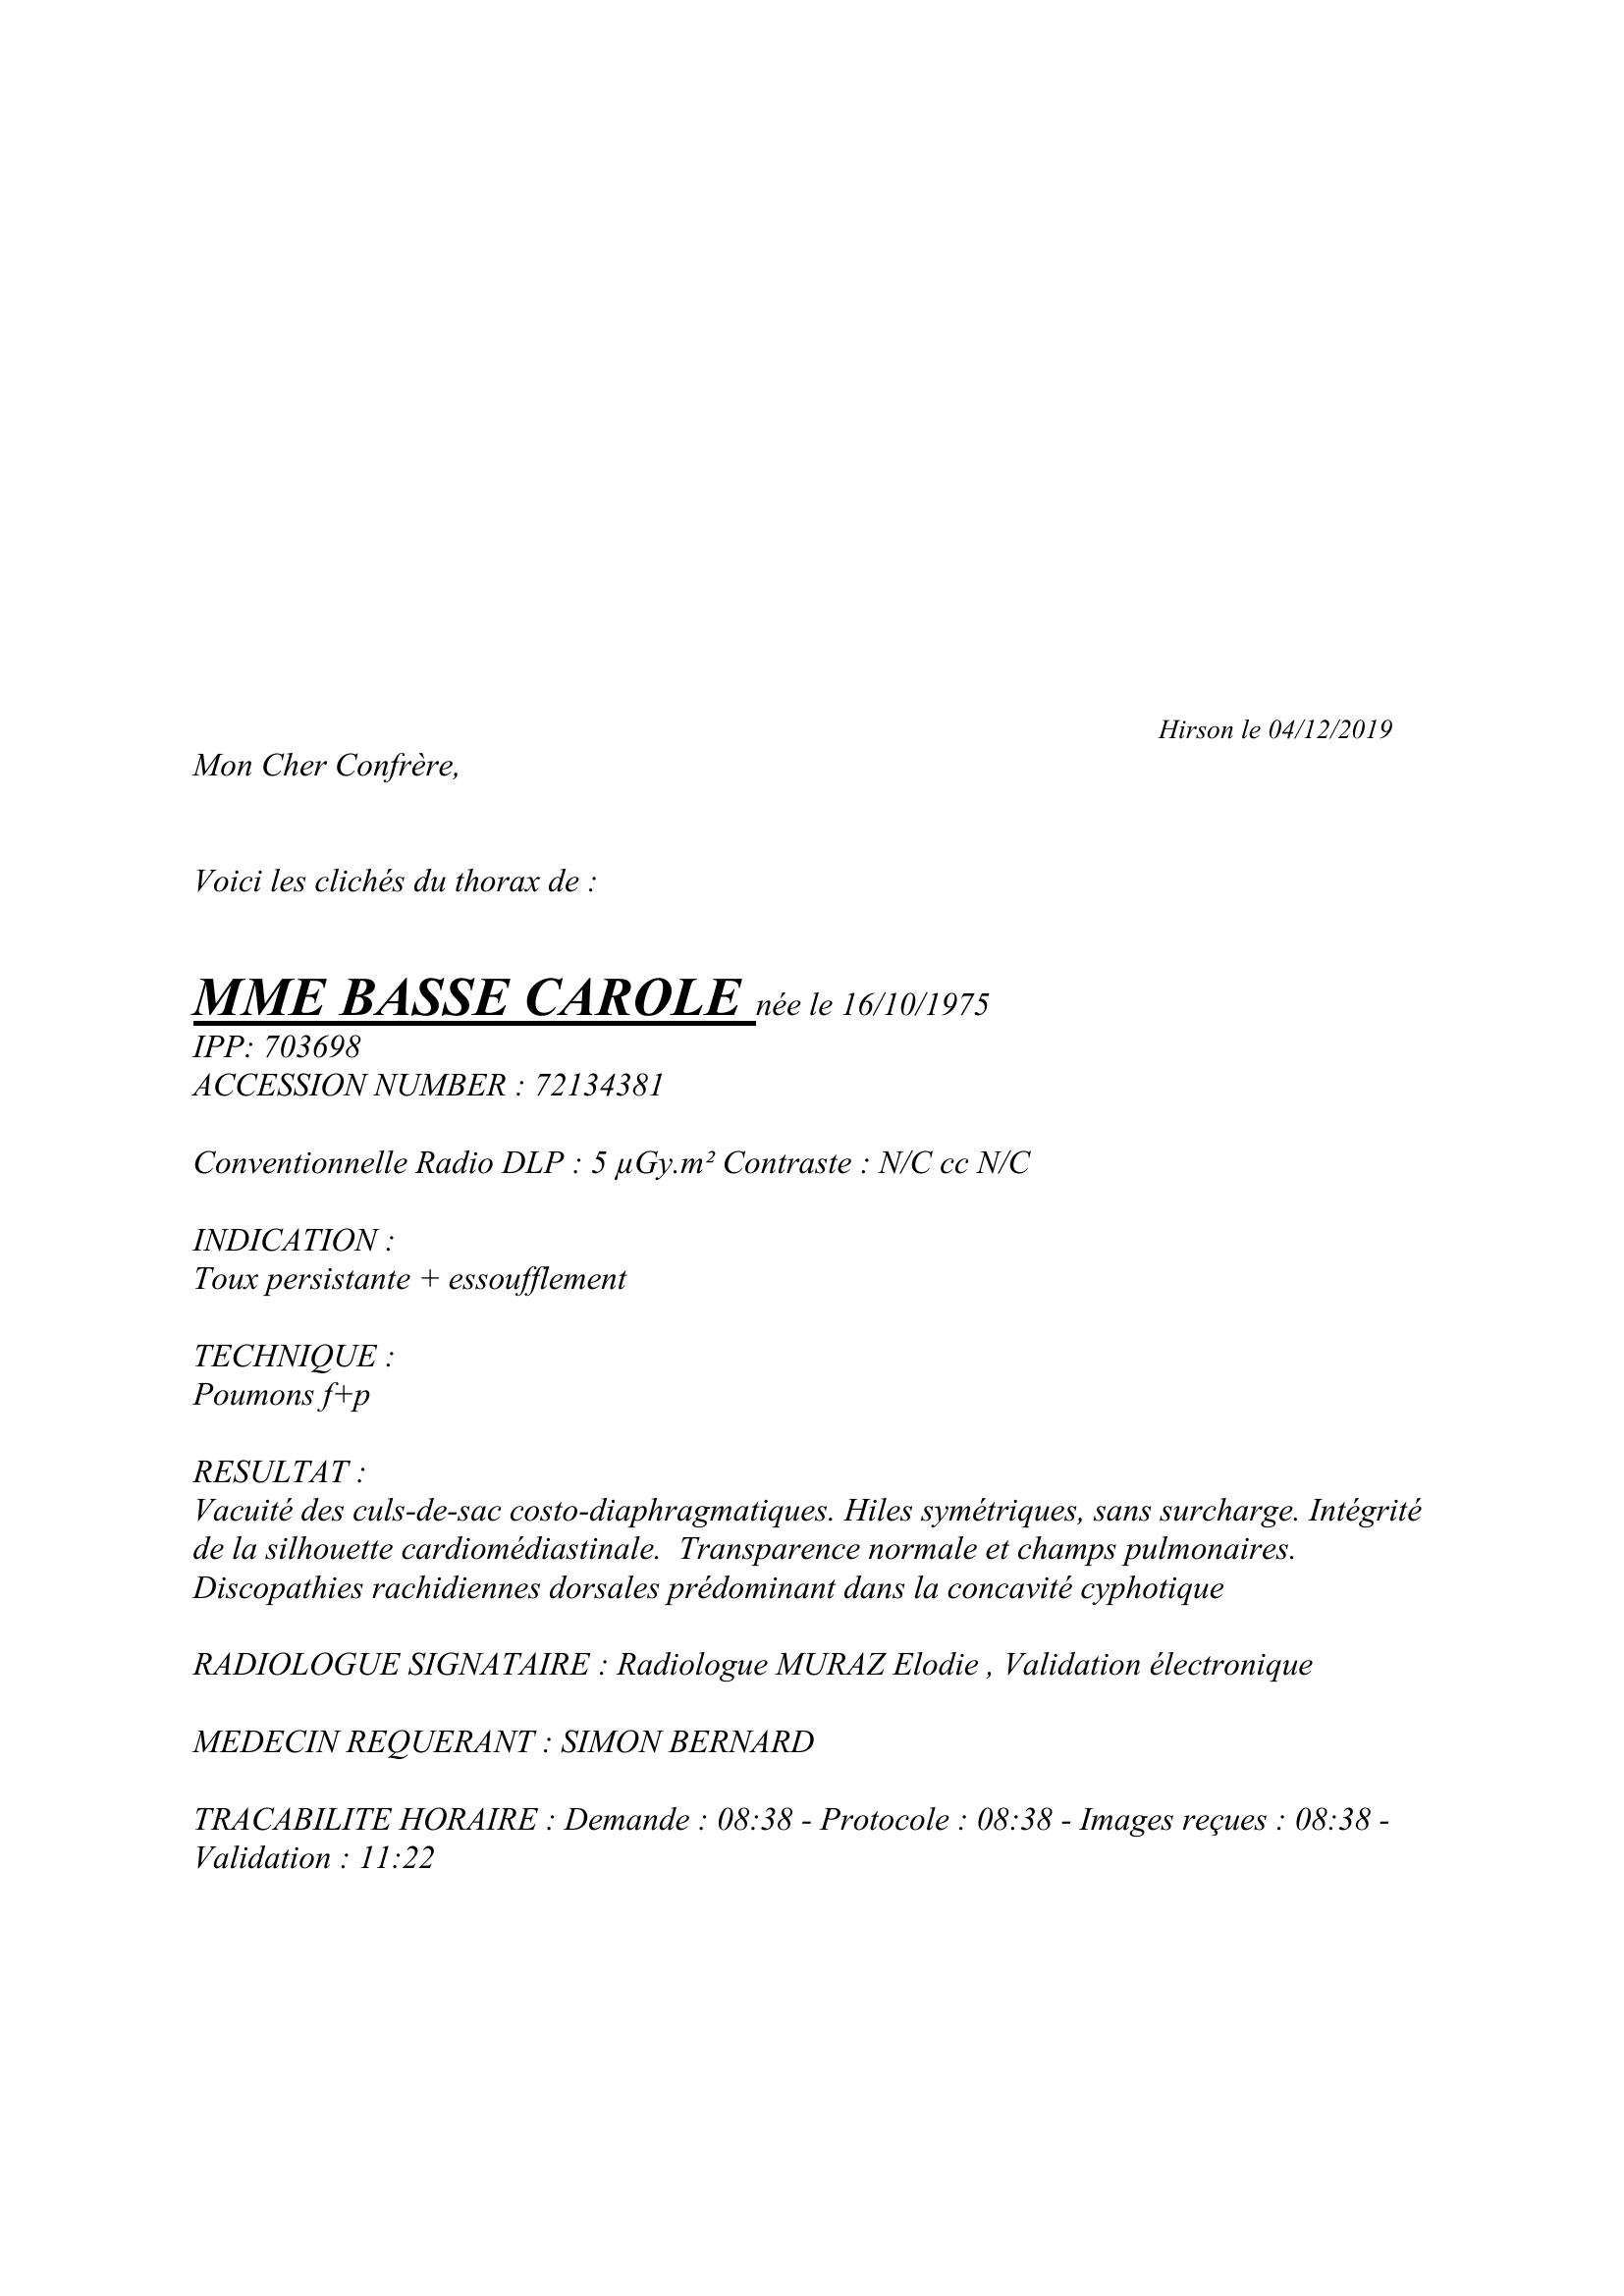 Hirson le 04/12/2019
Mon Cher Confrère,
Voici les clichés du thorax de :
MME BASSE CAROLE née le 16/10/1975
IPP: 703698
ACCESSION NUMBER : 72134381
Conventionnelle Radio DLP : 5 µGy.m² Contraste : N/C cc N/C
INDICATION :
Toux persistante + essoufflement
TECHNIQUE :
Poumons f+p
RESULTAT :
Vacuité des culs-de-sac costo-diaphragmatiques. Hiles symétriques, sans surcharge. Intégrité
de la silhouette cardiomédiastinale.  Transparence normale et champs pulmonaires.
Discopathies rachidiennes dorsales prédominant dans la concavité cyphotique
RADIOLOGUE SIGNATAIRE : Radiologue MURAZ Elodie , Validation électronique
MEDECIN REQUERANT : SIMON BERNARD
TRACABILITE HORAIRE : Demande : 08:38 - Protocole : 08:38 - Images reçues : 08:38 -
Validation : 11:22